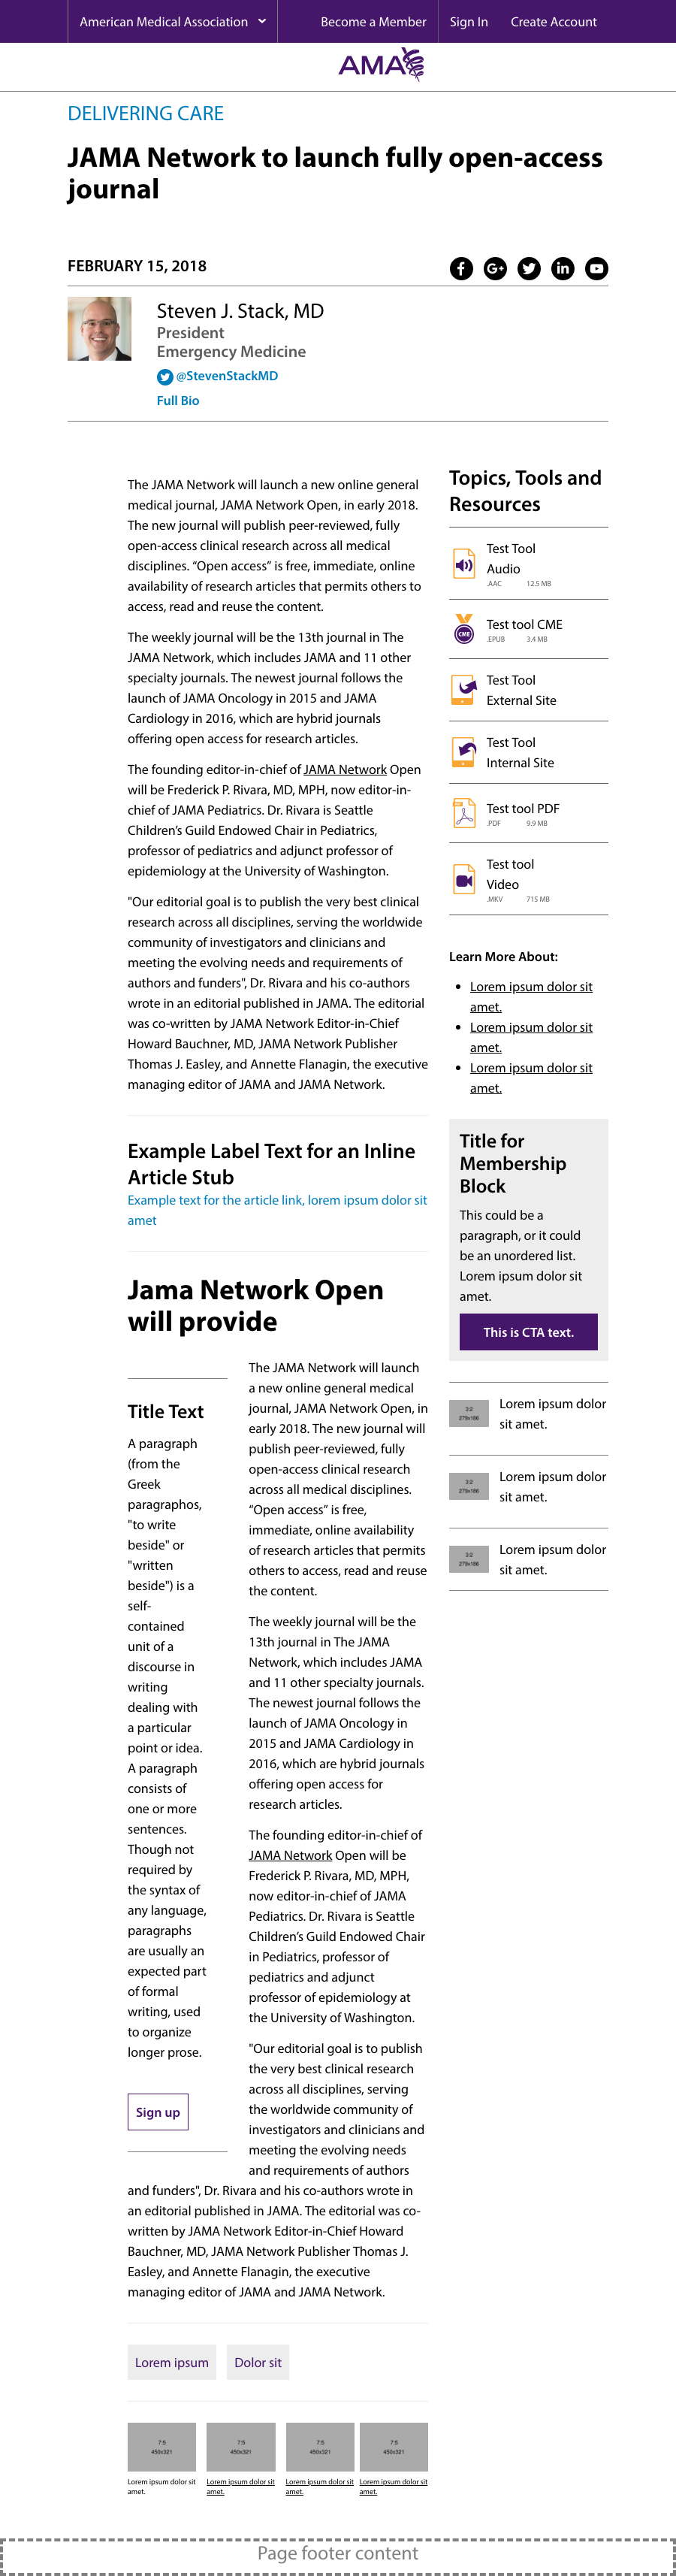 American Medical Association
Become a Member
Sign In
Create Account
AMA
DELIVERING CARE
JAMA Network to launch fully open-access
journal
FEBRUARY 15, 2018
Steven J. Stack, MD
President
Emergency Medicine
@StevenStackMD
Full Bio
The JAMA Network will launch a new online general
medical journal, JAMA Network Open, in early 2018.
The new journal will publish peer-reviewed, fully
open-access clinical research across all medical
disciplines. “Open access” is free, immediate, online
availability of research articles that permits others to
access, read and reuse the content.
The weekly journal will be the 13th journal in The
JAMA Network, which includes JAMA and 11 other
specialty journals. The newest journal follows the
launch of JAMA Oncology in 2015 and JAMA
Cardiology in 2016, which are hybrid journals
offering open access for research articles.
The founding editor-in-chief of JAMA Network Open
will be Frederick P. Rivara, MD, MPH, now editor-in-
chief of JAMA Pediatrics. Dr. Rivara is Seattle
Children’s Guild Endowed Chair in Pediatrics,
professor of pediatrics and adjunct professor of
epidemiology at the University of Washington.
"Our editorial goal is to publish the very best clinical
research across all disciplines, serving the worldwide
community of investigators and clinicians and
meeting the evolving needs and requirements of
authors and funders", Dr. Rivara and his co-authors
wrote in an editorial published in JAMA. The editorial
was co-written by JAMA Network Editor-in-Chief
Howard Bauchner, MD, JAMA Network Publisher
Thomas J. Easley, and Annette Flanagin, the executive
managing editor of JAMA and JAMA Network.
Example Label Text for an Inline
Article Stub
Example text for the article link, lorem ipsum dolor sit
amet
Jama Network Open
will provide
Title Text
A paragraph
(from the
Greek
paragraphos,
"to write
beside" or
"written
beside") is a
self-
contained
unit of a
discourse in
writing
dealing with
a particular
point or idea.
A paragraph
consists of
one or more
sentences.
Though not
required by
the syntax of
any language,
paragraphs
are usually an
expected part
of formal
writing, used
to organize
longer prose.
Sign up
The JAMA Network will launch
a new online general medical
journal, JAMA Network Open, in
early 2018. The new journal will
publish peer-reviewed, fully
open-access clinical research
across all medical disciplines.
“Open access” is free,
immediate, online availability
of research articles that permits
others to access, read and reuse
the content.
The weekly journal will be the
13th journal in The JAMA
Network, which includes JAMA
and 11 other specialty journals.
The newest journal follows the
launch of JAMA Oncology in
2015 and JAMA Cardiology in
2016, which are hybrid journals
offering open access for
research articles.
The founding editor-in-chief of
JAMA Network Open will be
Frederick P. Rivara, MD, MPH,
now editor-in-chief of JAMA
Pediatrics. Dr. Rivara is Seattle
Children’s Guild Endowed Chair
in Pediatrics, professor of
pediatrics and adjunct
professor of epidemiology at
the University of Washington.
"Our editorial goal is to publish
the very best clinical research
across all disciplines, serving
the worldwide community of
investigators and clinicians and
meeting the evolving needs
and requirements of authors
and funders", Dr. Rivara and his co-authors wrote in
an editorial published in JAMA. The editorial was co-
written by JAMA Network Editor-in-Chief Howard
Bauchner, MD, JAMA Network Publisher Thomas J.
Easley, and Annette Flanagin, the executive
managing editor of JAMA and JAMA Network.
Lorem ipsum
Dolor sit
7:5
450x321
Lorem ipsum dolor sit
amet.
7:5
450x321
Lorem ipsum dolor sit
amet.
7:5
450x321
Lorem ipsum dolor sit
amet.
7:5
450x321
Lorem ipsum dolor sit
amet.
Topics, Tools and
Resources
Test Tool
Audio
.AAC 12.5 MB
CME
Test tool CME
.EPUB 3.4 MB
Test Tool
External Site
Test Tool
Internal Site
Test tool PDF
.PDF 9.9 MB
Test tool
Video
.MKV 715 MB
Learn More About:
Lorem ipsum dolor sit
amet.
Lorem ipsum dolor sit
amet.
Lorem ipsum dolor sit
amet.
Title for
Membership
Block
This could be a
paragraph, or it could
be an unordered list.
Lorem ipsum dolor sit
amet.
This is CTA text.
3:2
279x186
Lorem ipsum dolor
sit amet.
3:2
279x186
Lorem ipsum dolor
sit amet.
3:2
279x186
Lorem ipsum dolor
sit amet.
Page footer content